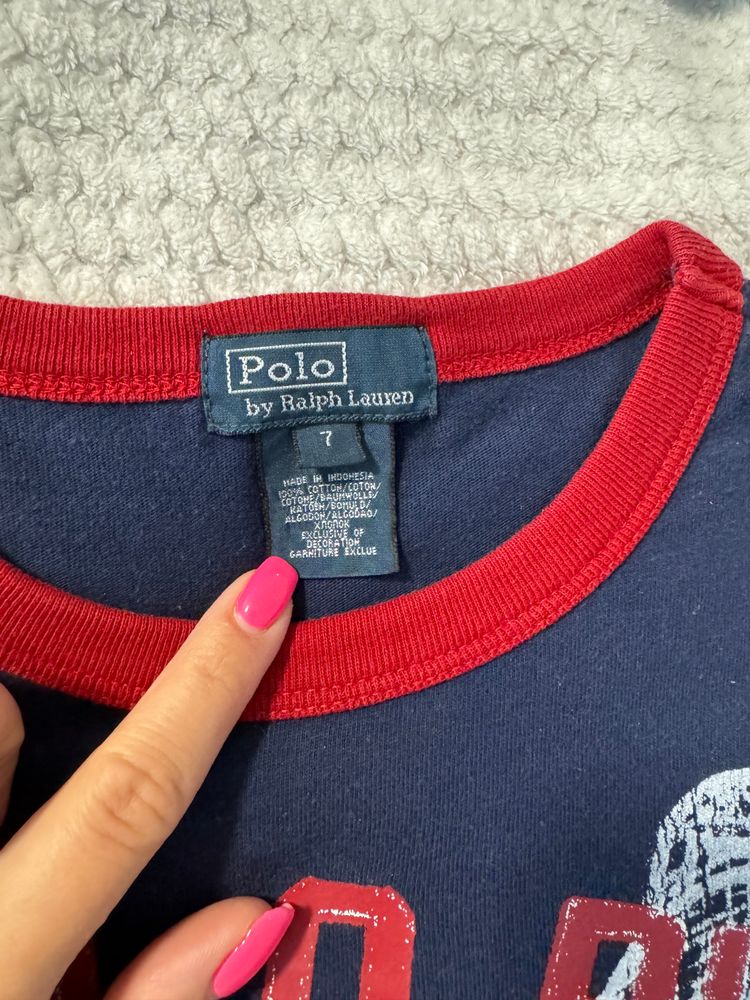 Polo
by Ralph Lauren
7
MADE IN INDONESIA
100% COTTON/COTON/
COTONE/BAUMWOLLE/
KATOEN/BOMULD/
ALGODON/ALGODAO/
ХЛОПОК
EXCLUSIVE OF
DECORATION
GARNITURE EXCLUE